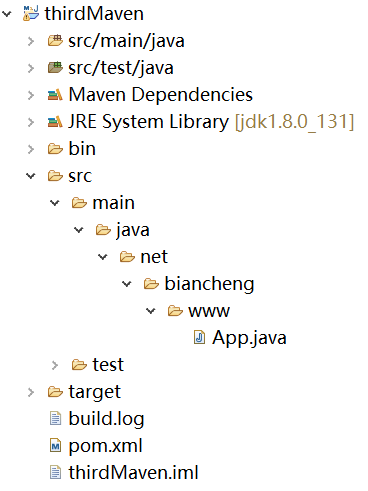 thirdMaven
src/main/java
src/test/java
Maven Dependencies
JRE System Library [jdk1.8.0_131]
bin
src
main
java
net
biancheng
www
App.java
test
target
build.log
pom.xml
thirdMaven.iml